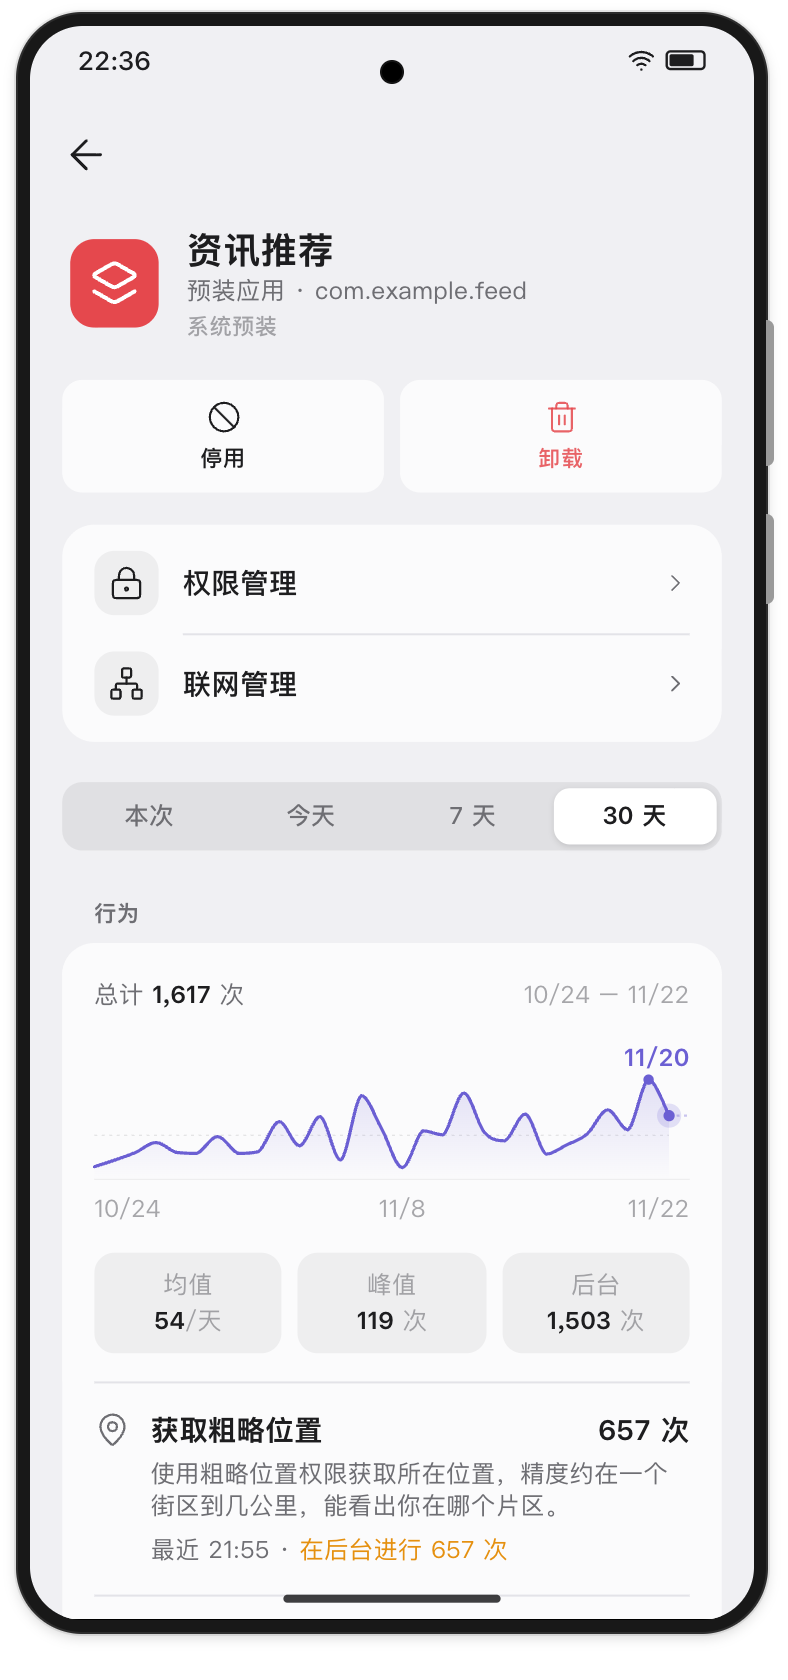 22:36
资讯推荐
预装应用 · com.example.feed
系统预装
停用
卸载
权限管理
联网管理
本次 今天 7 天 30 天
行为
总计 1,617 次 10/24 — 11/22
11/20
10/24 11/8 11/22
均值 峰值 后台
54/天 119 次 1,503 次
获取粗略位置 657 次
使用粗略位置权限获取所在位置，精度约在一个
街区到几公里，能看出你在哪个片区。
最近 21:55 · 在后台进行 657 次